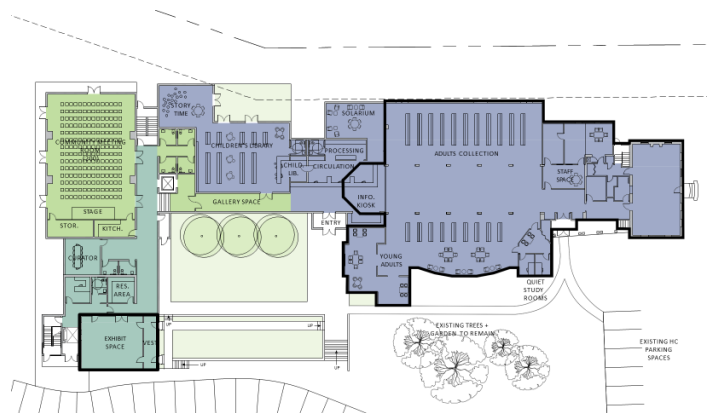 STORY
TIME
SOLARIUM
COMMUNITY MEETING
ROOM
CHILDREN'S LIBRARY
PROCESSING
ADULTS COLLECTION
CHILD.
LIB.
CIRCULATION
STAFF
SPACE
GALLERY SPACE
INFO.
KIOSK
STAGE
STOR.
KITCH.
ENTRY
CURATOR
YOUNG
ADULTS
RES.
AREA
QUIET
STUDY
ROOMS
UP
UP
EXISTING TREES +
GARDEN TO REMAIN
EXHIBIT
SPACE
VEST
EXISTING HC
PARKING
SPACES
UP
UP